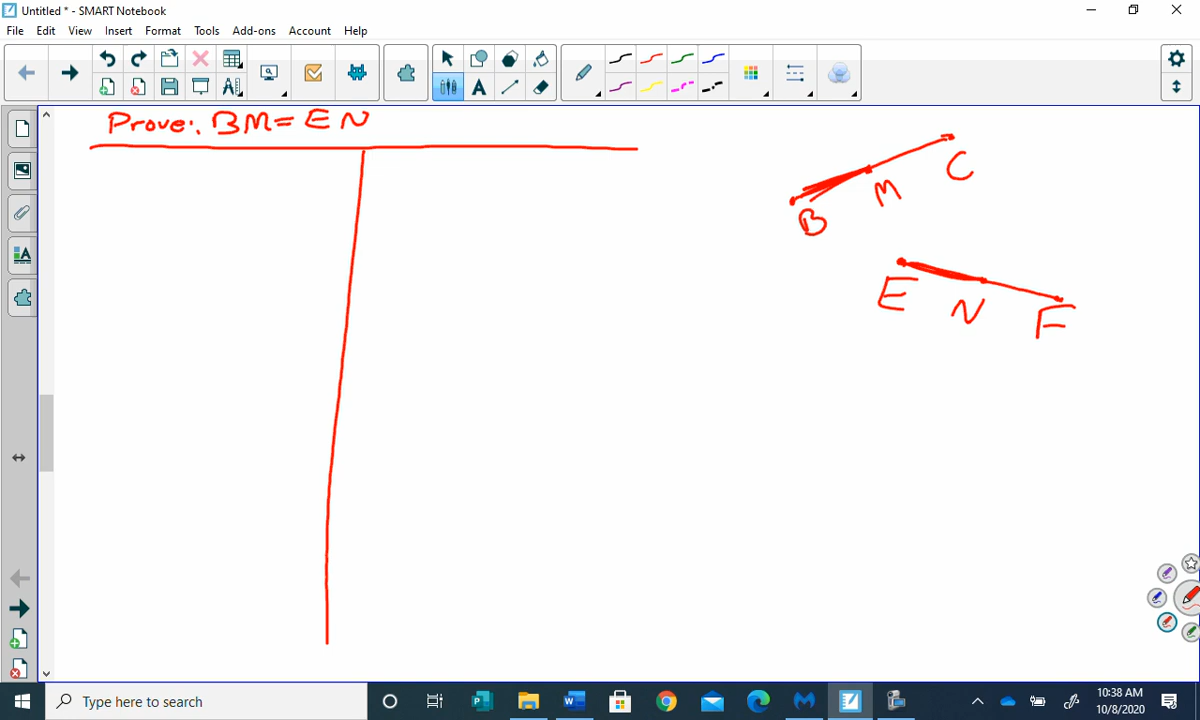 Untitled * - SMART Notebook
File Edit View Insert Format Tools Add-ons Account Help
Prove: BM = EN
C
M
B
E N F
Type here to search
10:38 AM
10/8/2020